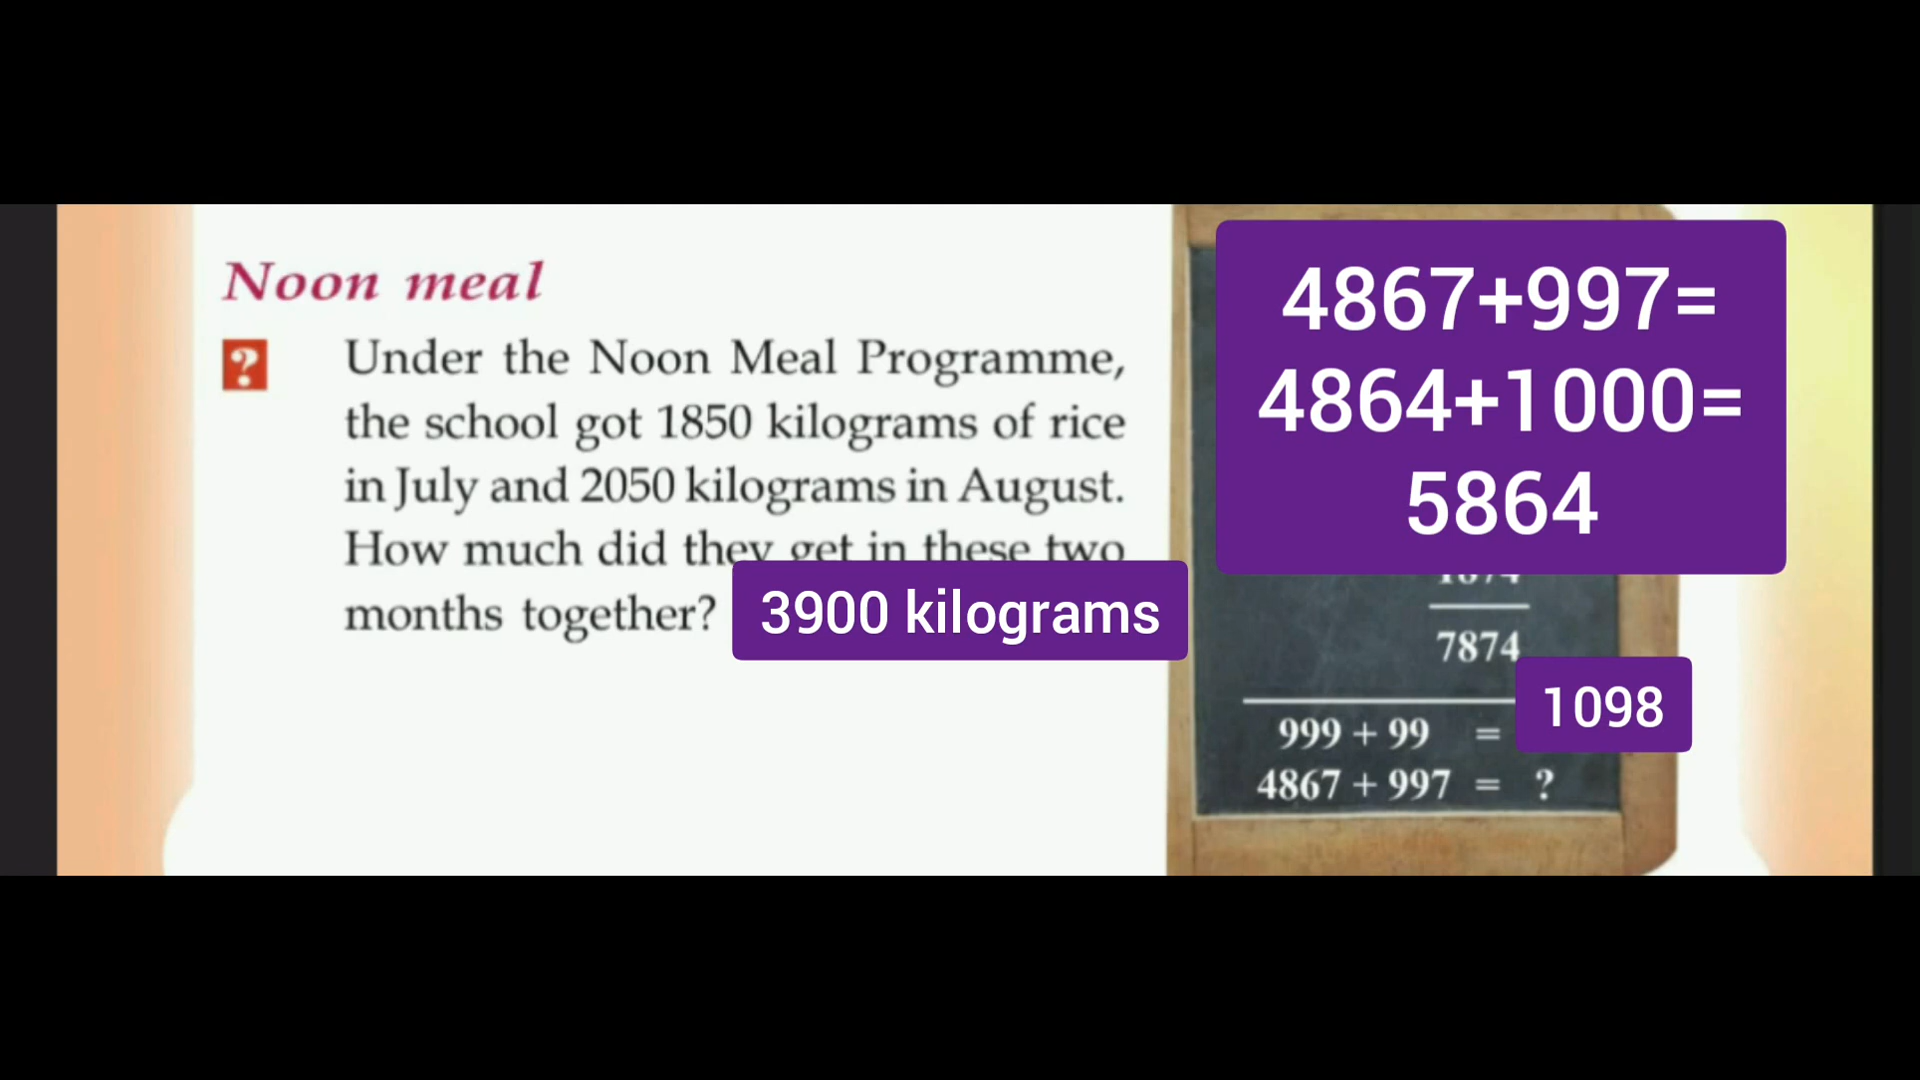 Noon meal
?
Under the Noon Meal Programme,
the school got 1850 kilograms of rice
in July and 2050 kilograms in August.
How much did they get in these two
months together?
3900 kilograms
4867+997=
4864+1000=
5864
1874
7874
999 + 99 =
1098
4867 + 997 = ?